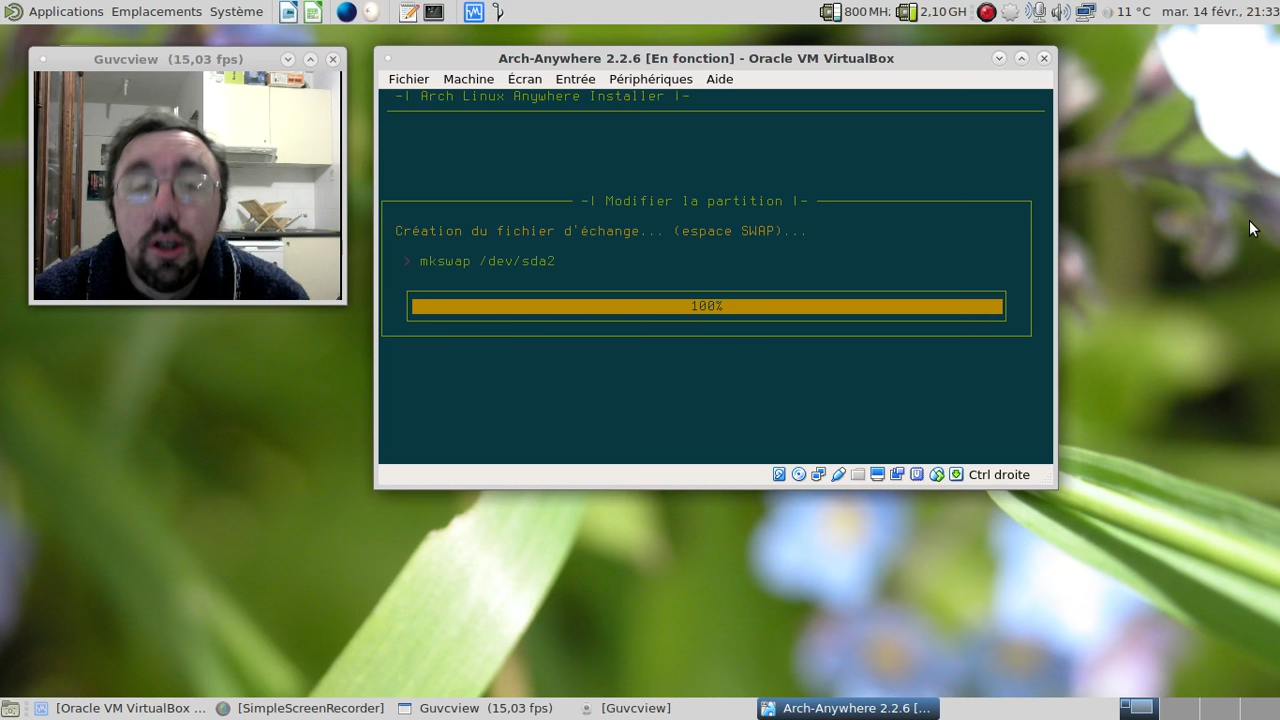 Applications Emplacements Système
800 MH: 2,10 GH 11 °C mar. 14 févr., 21:33
Guvcview (15,03 fps)
Arch-Anywhere 2.2.6 [En fonction] - Oracle VM VirtualBox
Fichier Machine Écran Entrée Périphériques Aide
-| Arch Linux Anywhere Installer |-
-| Modifier la partition |-
Création du fichier d'échange... (espace SWAP)...
> mkswap /dev/sda2
100%
Ctrl droite
[Oracle VM VirtualBox ... [SimpleScreenRecorder] Guvcview (15,03 fps) [Guvcview] Arch-Anywhere 2.2.6 [...